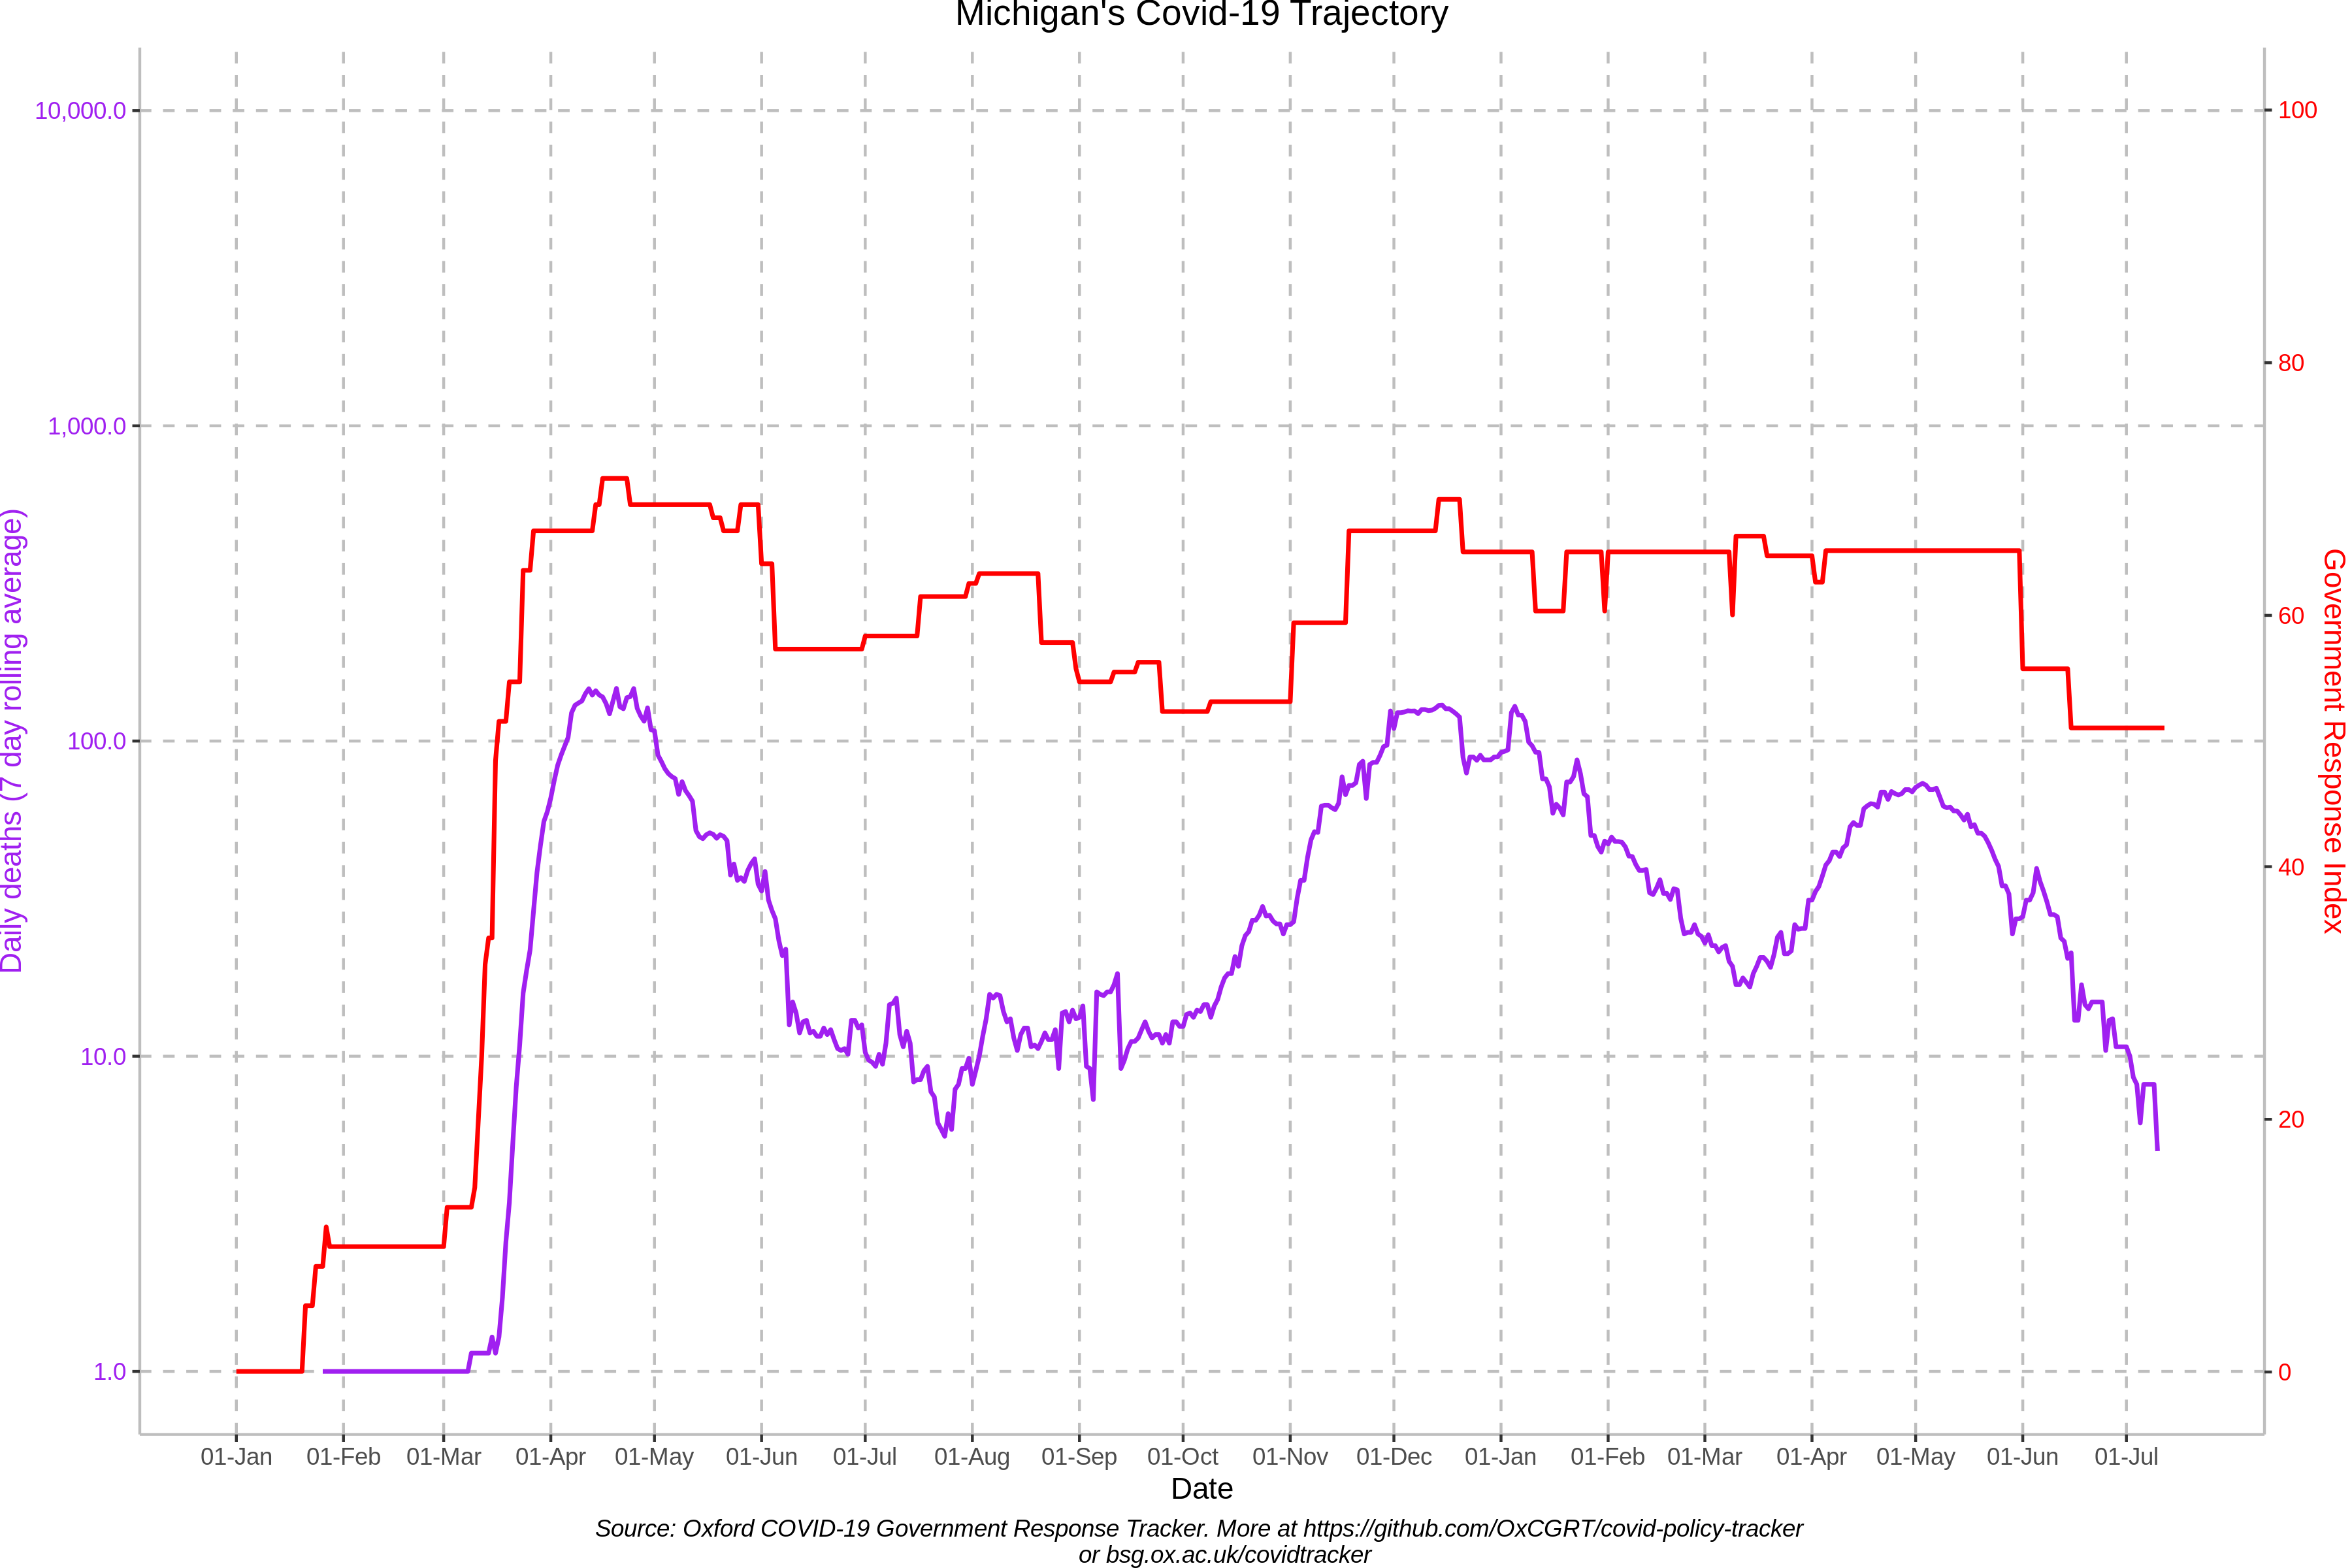 Michigan's Covid-19 Trajectory
10,000.0
1,000.0
100.0
10.0
1.0
Daily deaths (7 day rolling average)
100
80
60
40
20
0
Government Response Index
01-Jan 01-Feb 01-Mar 01-Apr 01-May 01-Jun 01-Jul 01-Aug 01-Sep 01-Oct 01-Nov 01-Dec 01-Jan 01-Feb 01-Mar 01-Apr 01-May 01-Jun 01-Jul
Date
Source: Oxford COVID-19 Government Response Tracker. More at https://github.com/OxCGRT/covid-policy-tracker
or bsg.ox.ac.uk/covidtracker